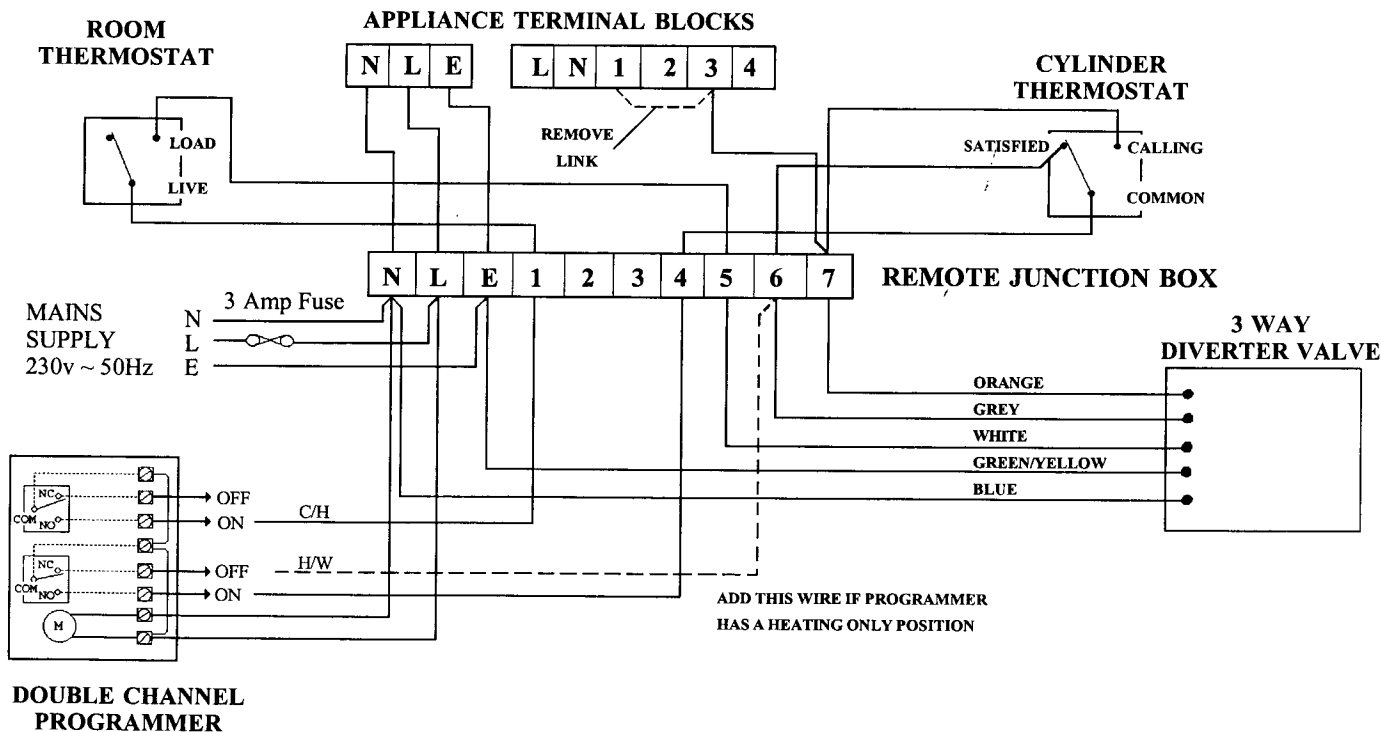 APPLIANCE TERMINAL BLOCKS
ROOM
THERMOSTAT
N L E
L N 1 2 3 4
CYLINDER
THERMOSTAT
REMOVE
LINK
LOAD
LIVE
SATISFIED
CALLING
COMMON
N L E 1 2 3 4 5 6 7
REMOTE JUNCTION BOX
MAINS
SUPPLY
230v ~ 50Hz
N
L
E
3 Amp Fuse
3 WAY
DIVERTER VALVE
ORANGE
GREY
WHITE
GREEN/YELLOW
BLUE
NC
COM
NO
OFF
ON
C/H
NC
COM
NO
OFF
H/W
ON
M
ADD THIS WIRE IF PROGRAMMER
HAS A HEATING ONLY POSITION
DOUBLE CHANNEL
PROGRAMMER